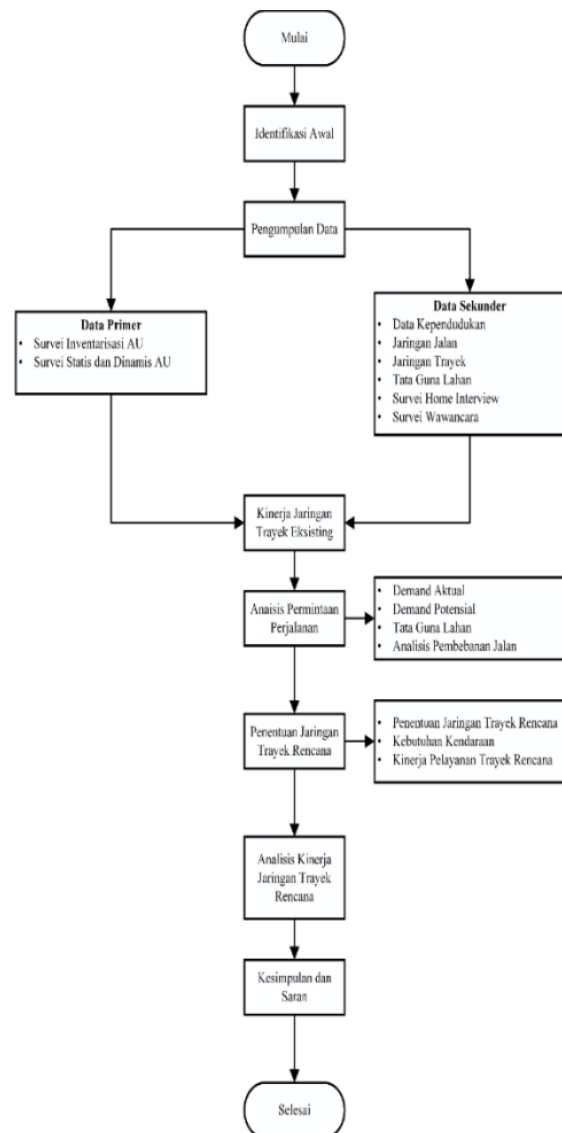 Mulai
Identifikasi Awal
Pengumpulan Data
Data Primer
• Survei Inventarisasi AU
• Survei Statis dan Dinamis AU
Data Sekunder
• Data Kependudukan
• Jaringan Jalan
• Jaringan Trayek
• Tata Guna Lahan
• Survei Home Interview
• Survei Wawancara
Kinerja Jaringan
Trayek Eksisting
Anaisis Permintaan
Perjalanan
• Demand Aktual
• Demand Potensial
• Tata Guna Lahan
• Analisis Pembebanan Jalan
Penentuan Jaringan
Trayek Rencana
• Penentuan Jaringan Trayek Rencana
• Kebutuhan Kendaraan
• Kinerja Pelayanan Trayek Rencana
Analisis Kinerja
Jaringan Trayek
Rencana
Kesimpulan dan
Saran
Selesai